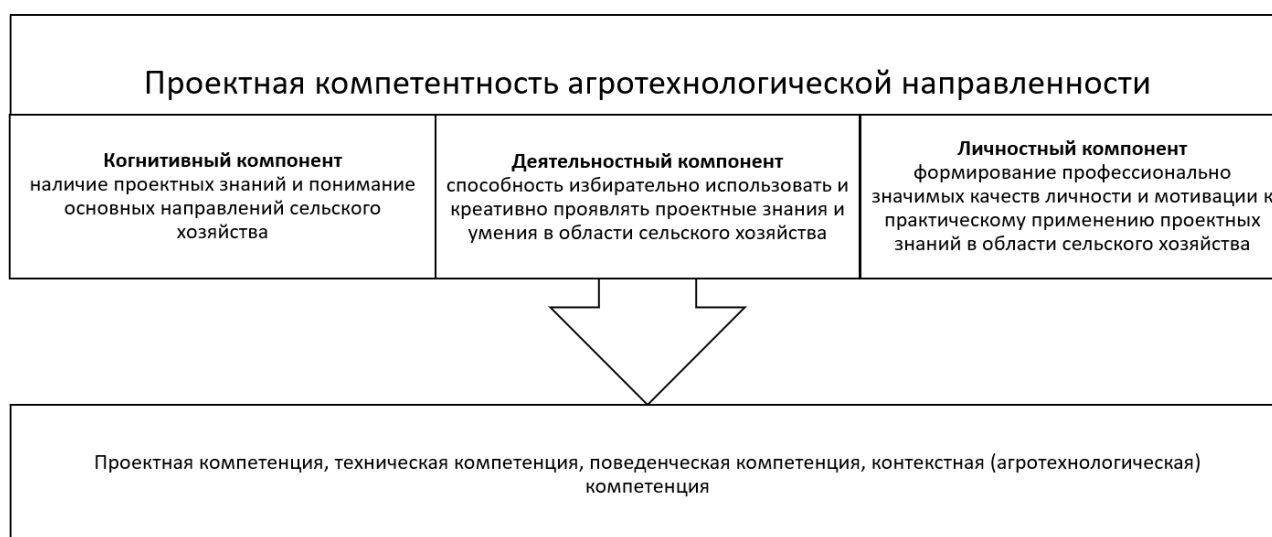 Проектная компетентность агротехнологической направленности
Когнитивный компонент
наличие проектных знаний и понимание
основных направлений сельского
хозяйства
Деятельностный компонент
способность избирательно использовать и
креативно проявлять проектные знания и
умения в области сельского хозяйства
Личностный компонент
формирование профессионально
значимых качеств личности и мотивации к
практическому применению проектных
знаний в области сельского хозяйства
Проектная компетенция, техническая компетенция, поведенческая компетенция, контекстная (агротехнологическая)
компетенция